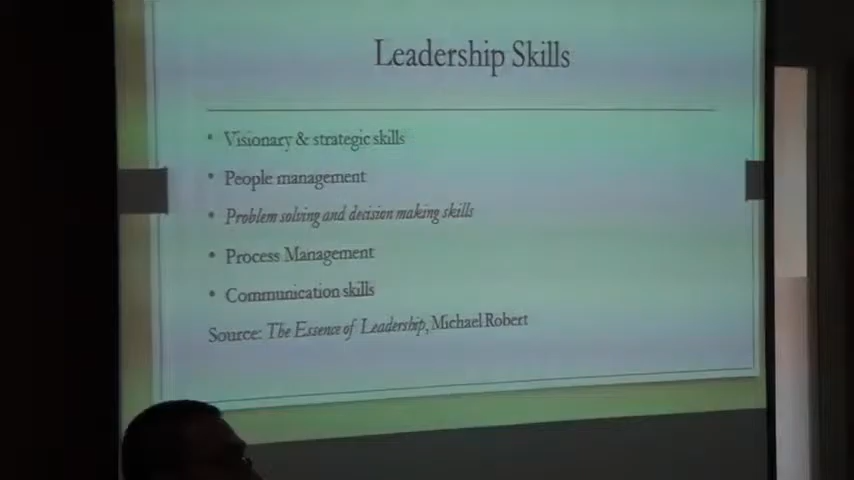 Leadership Skills
• Visionary & strategic skills
• People management
• Problem solving and decision making skills
• Process Management
• Communication skills
Source: The Essence of Leadership, Michael Robert